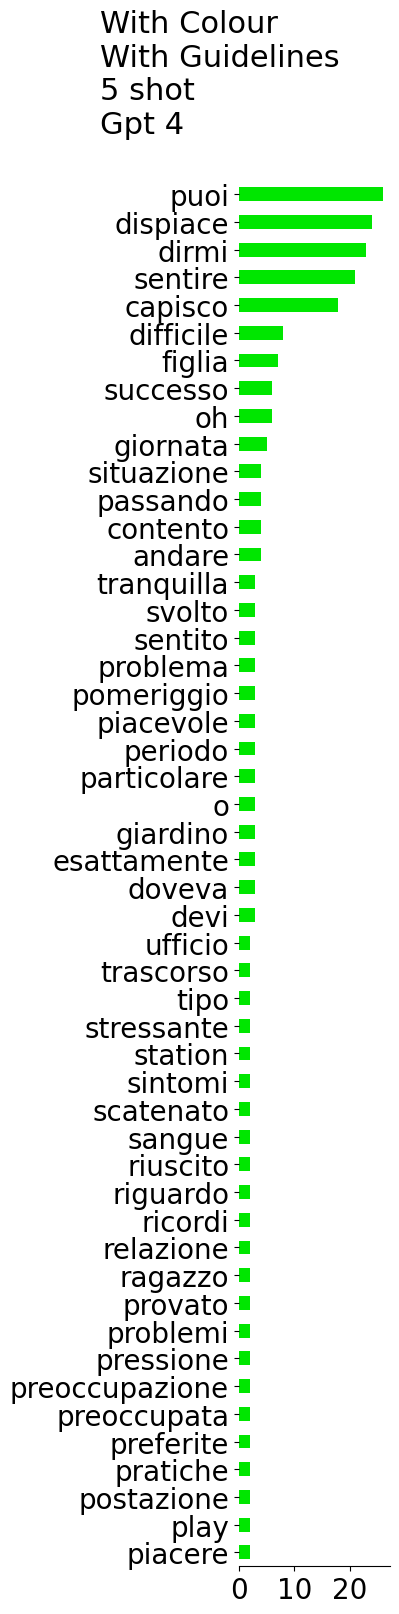 With Colour
With Guidelines
5 shot
Gpt 4
puoi
dispiace
dirmi
sentire
capisco
difficile
figlia
successo
oh
giornata
situazione
passando
contento
andare
tranquilla
svolto
sentito
problema
pomeriggio
piacevole
periodo
particolare
o
giardino
esattamente
doveva
devi
ufficio
trascorso
tipo
stressante
station
sintomi
scatenato
sangue
riuscito
riguardo
ricordi
relazione
ragazzo
provato
problemi
pressione
preoccupazione
preoccupata
preferite
pratiche
postazione
play
piacere
0 10 20